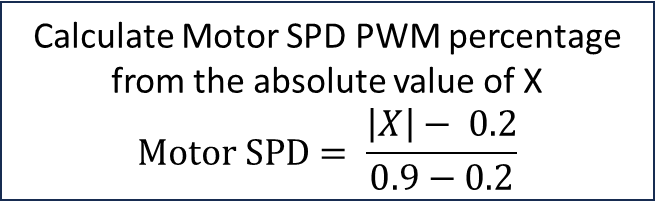 Calculate Motor SPD PWM percentage
from the absolute value of X
Motor SPD = |X| − 0.2
0.9 − 0.2